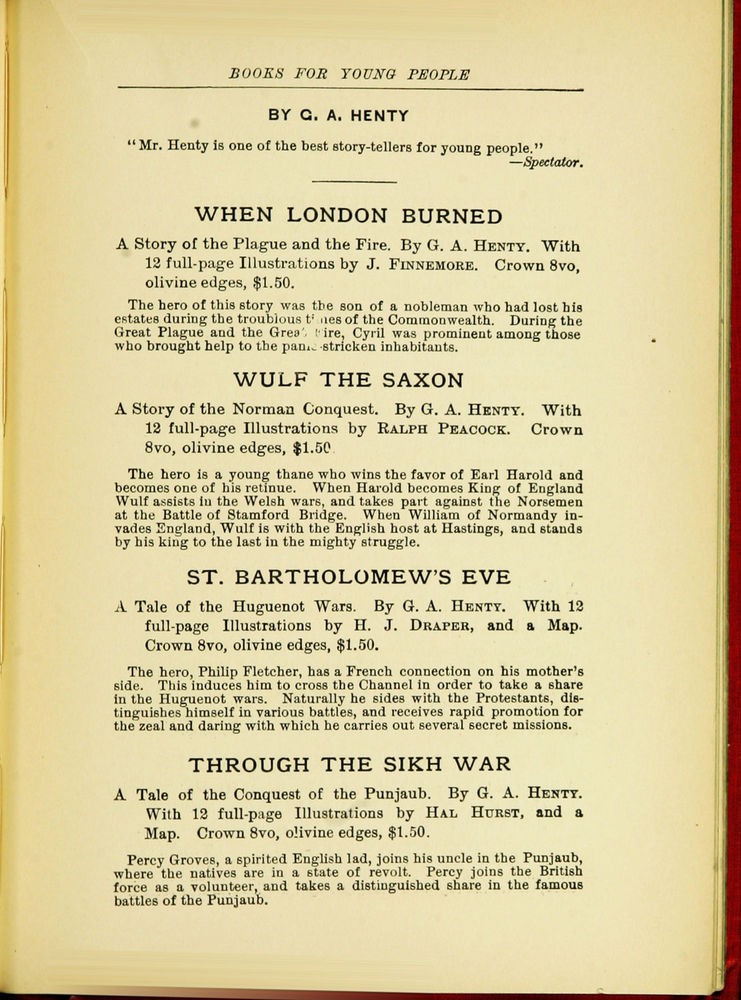 BOOKS FOR YOUNG PEOPLE
BY G. A. HENTY
"Mr. Henty is one of the best story-tellers for young people."
—Spectator.
WHEN LONDON BURNED
A Story of the Plague and the Fire. By G. A. HENTY. With
12 full-page Illustrations by J. FINNEMORE. Crown 8vo,
olivine edges, $1.50.
The hero of this story was the son of a nobleman who had lost his
estates during the troublous of the Commonwealth. During the
Great Plague and the Cyril was prominent among those
who brought help to the stricken inhabitants.
WULF THE SAXON
A Story of the Norman Conquest. By G. A. HENTY. With
12 full-page Illustrations by RALPH PEACOCK. Crown
8vo, olivine edges, $1.50
The hero is a young thane who wins the favor of Earl Harold and
becomes one of his retinue. When Harold becomes King of England
Wulf assists in the Welsh wars, and takes part against the Norsemen
at the Battle of Stamford Bridge. When William of Normandy in-
vades England, Wulf is with the English host at Hastings, and stands
by his king to the last in the mighty struggle.
ST. BARTHOLOMEW'S EVE
A Tale of the Huguenot Wars. By G. A. HENTY. With 12
full-page Illustrations by H. J. DRAPER, and a Map.
Crown 8vo, olivine edges, $1.50.
The hero, Philip Fletcher, has a French connection on his mother's
side. This induces him to cross the Channel in order to take a share
in the Huguenot wars. Naturally he sides with the Protestants, dis-
tinguishes himself in various battles, and receives rapid promotion for
the zeal and daring with which he carries out several secret missions.
THROUGH THE SIKH WAR
A Tale of the Conquest of the Punjaub. By G. A. HENTY.
With 12 full-page Illustrations by HAL HURST, and a
Map. Crown 8vo, olivine edges, $1.50.
Percy Groves, a spirited English lad, joins his uncle in the Punjaub,
where the natives are in a state of revolt. Percy joins the British
force as a volunteer, and takes a distinguished share in the famous
battles of the Punjaub.